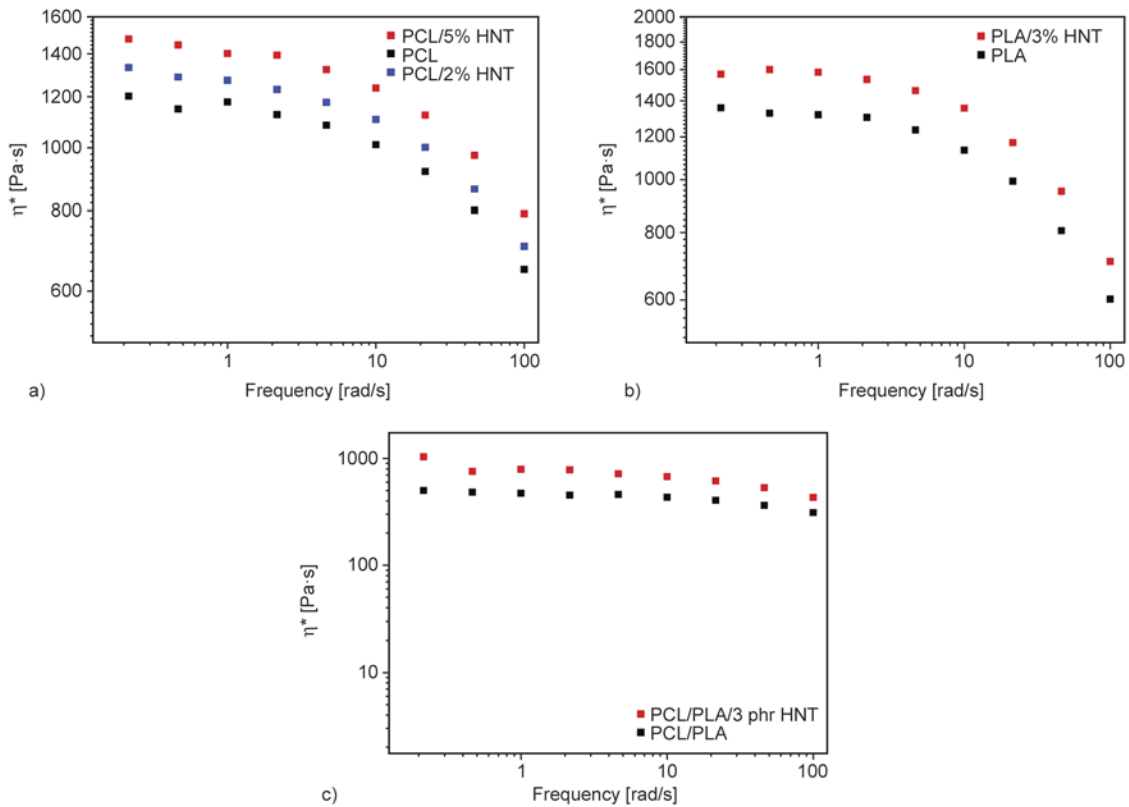 1600
1400
1200
1000
800
600
η* [Pa·s]
PCL/5% HNT
PCL
PCL/2% HNT
1
10
100
Frequency [rad/s]
a)
2000
1800
1600
1400
1200
1000
800
600
η* [Pa·s]
PLA/3% HNT
PLA
1
10
100
Frequency [rad/s]
b)
1000
100
10
η* [Pa·s]
PCL/PLA/3 phr HNT
PCL/PLA
1
10
100
Frequency [rad/s]
c)